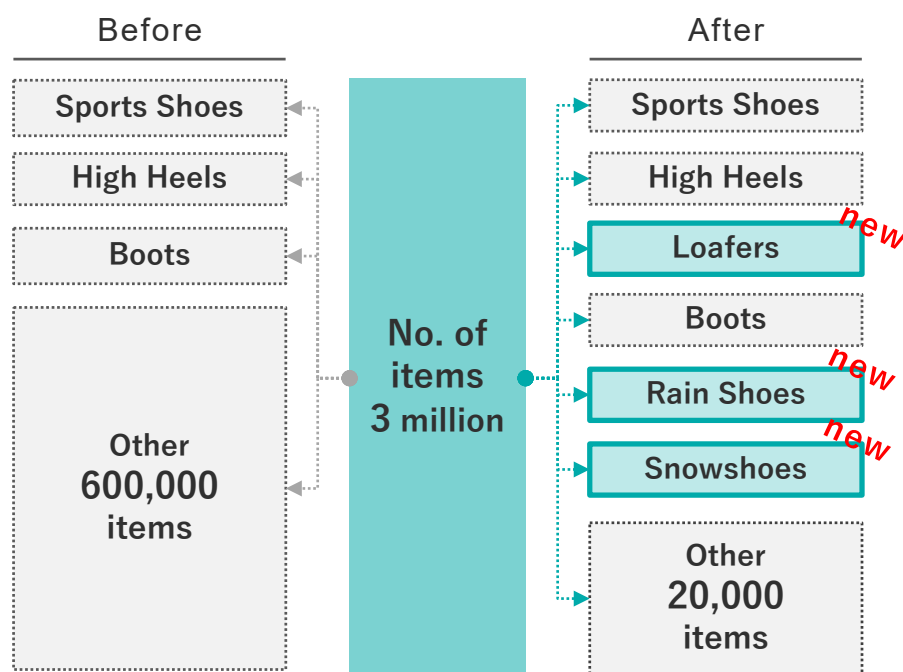 Before
Sports Shoes
High Heels
Boots
Other
600,000
items
No. of
items
3 million
After
Sports Shoes
High Heels
new
Loafers
Boots
new
Rain Shoes
new
Snowshoes
Other
20,000
items